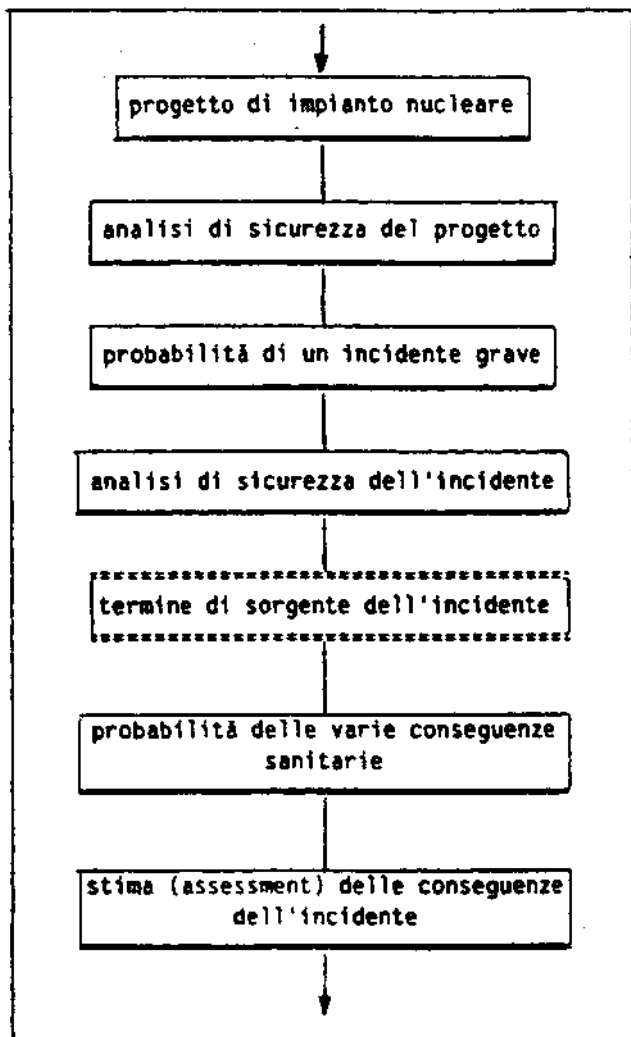 progetto di impianto nucleare
analisi di sicurezza del progetto
probabilità di un incidente grave
analisi di sicurezza dell'incidente
termine di sorgente dell'incidente
probabilità delle varie conseguenze
sanitarie
stima (assessment) delle conseguenze
dell'incidente